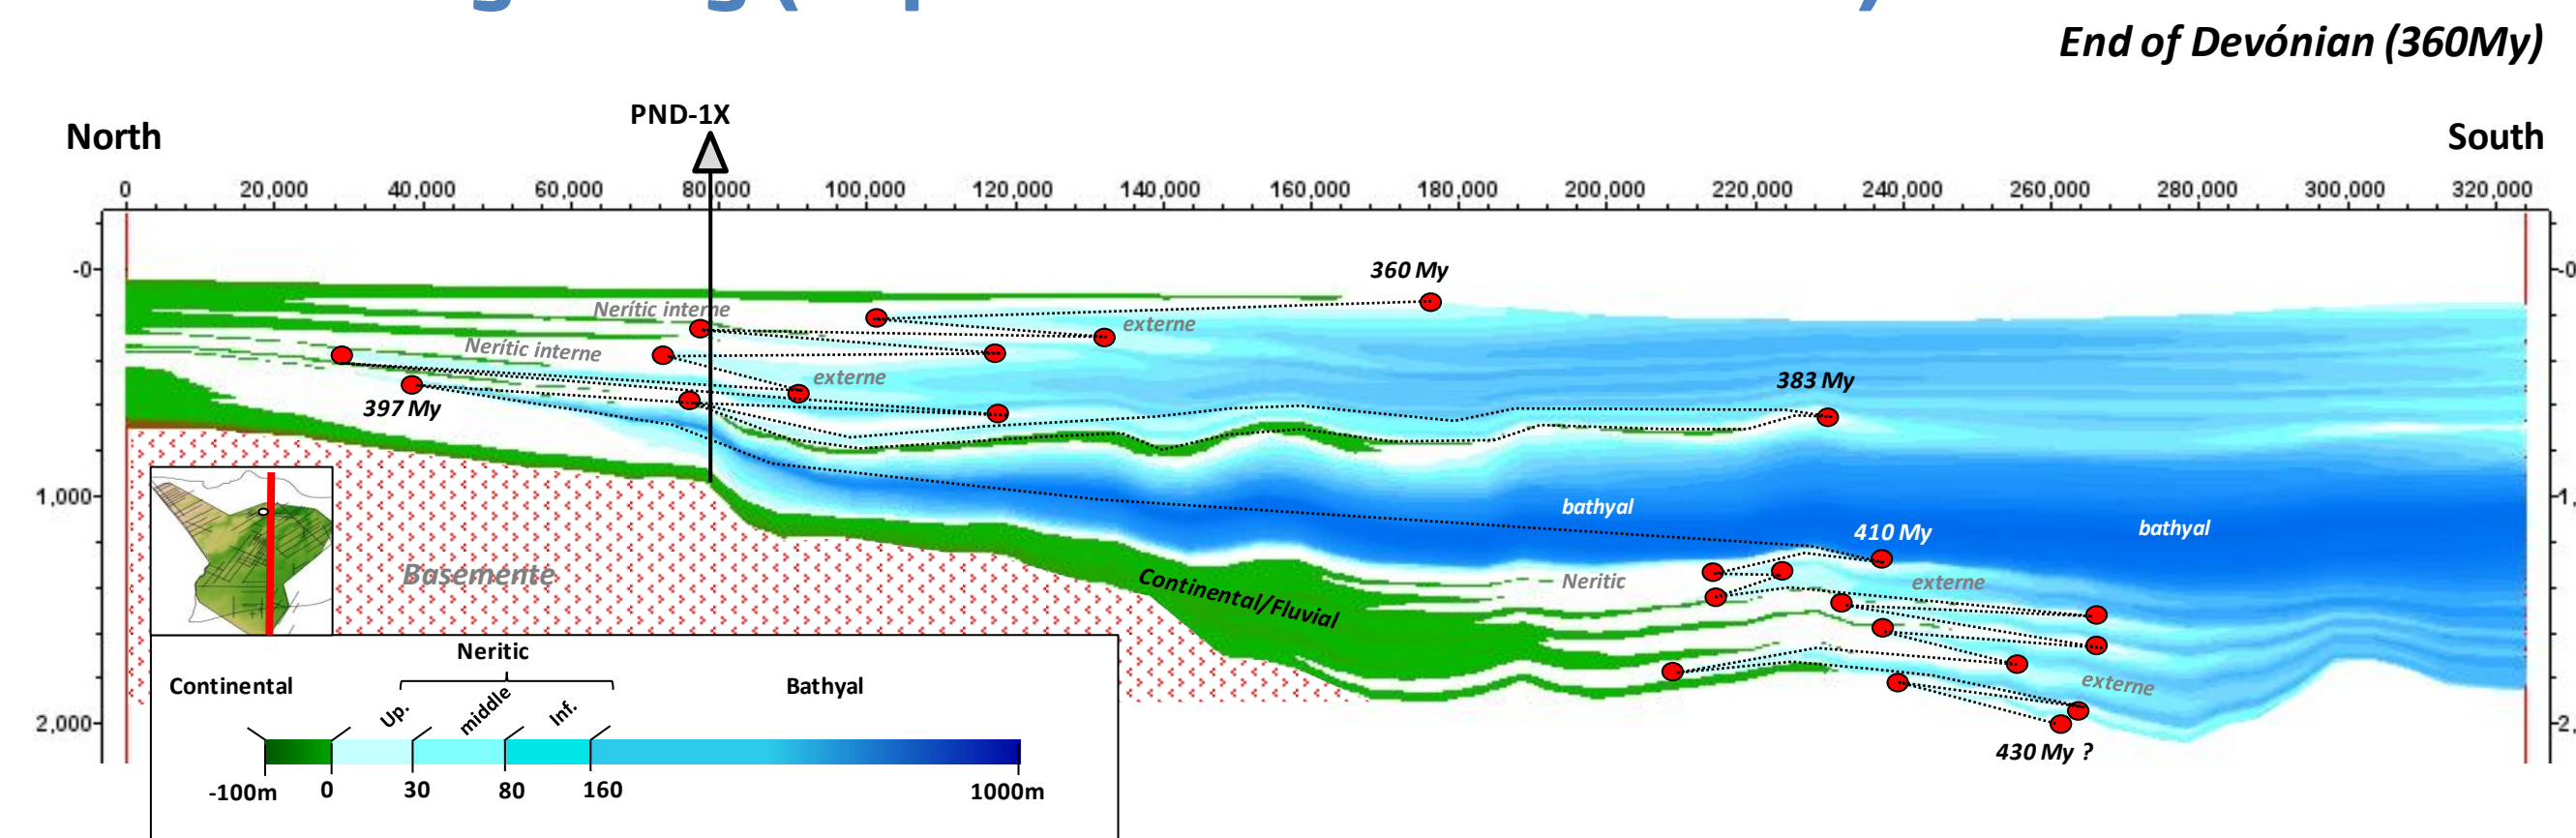 End of Devónian (360My)
PND-1X
North
South
0 20,000 40,000 60,000 80,000 100,000 120,000 140,000 160,000 180,000 200,000 220,000 240,000 260,000 280,000 300,000 320,000
-0
-0
360 My
Nerític interne
externe
Nerític interne
externe
383 My
397 My
1,000
bathyal
410 My
bathyal
Basemente
Continental/Fluvial
Neritic
externe
externe
2,000
430 My ?
Neritic
Continental
Bathyal
Up.
middle
Inf.
-100m 0 30 80 160 1000m